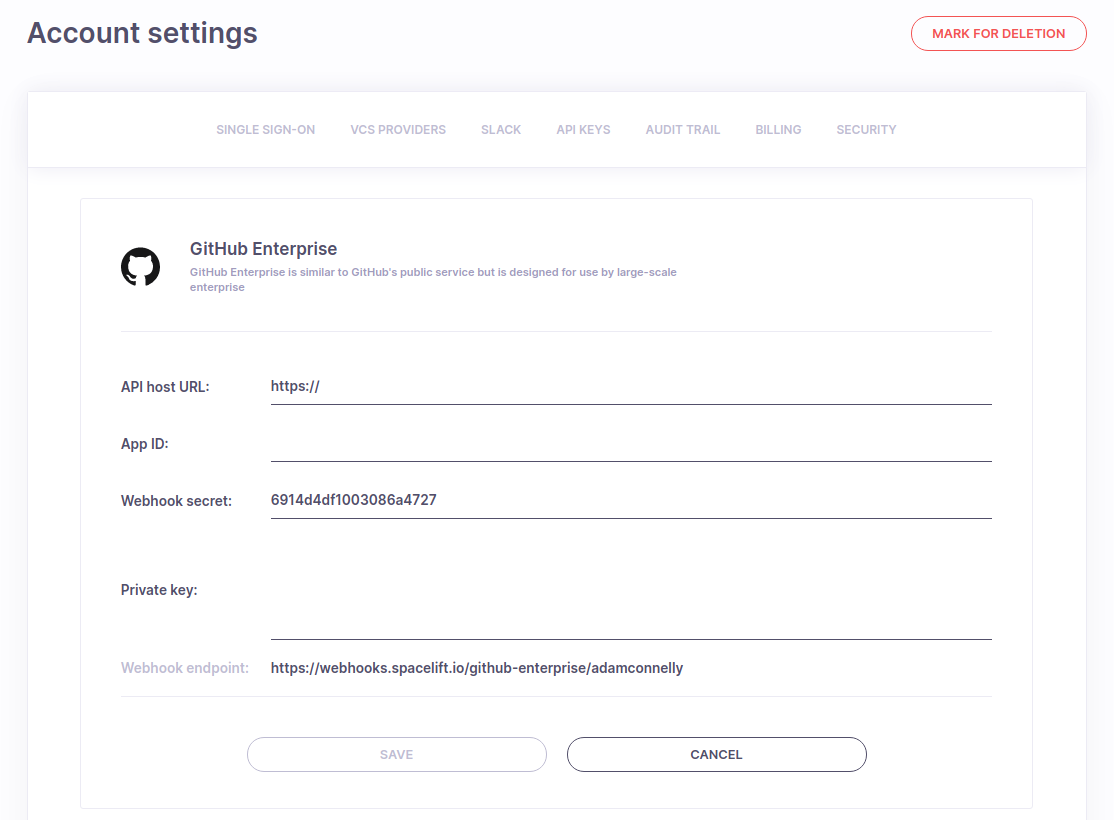 Account settings
MARK FOR DELETION
SINGLE SIGN-ON VCS PROVIDERS SLACK API KEYS AUDIT TRAIL BILLING SECURITY
GitHub Enterprise
GitHub Enterprise is similar to GitHub's public service but is designed for use by large-scale
enterprise
API host URL: https://
App ID:
Webhook secret: 6914d4df1003086a4727
Private key:
Webhook endpoint: https://webhooks.spacelift.io/github-enterprise/adamconnelly
SAVE CANCEL